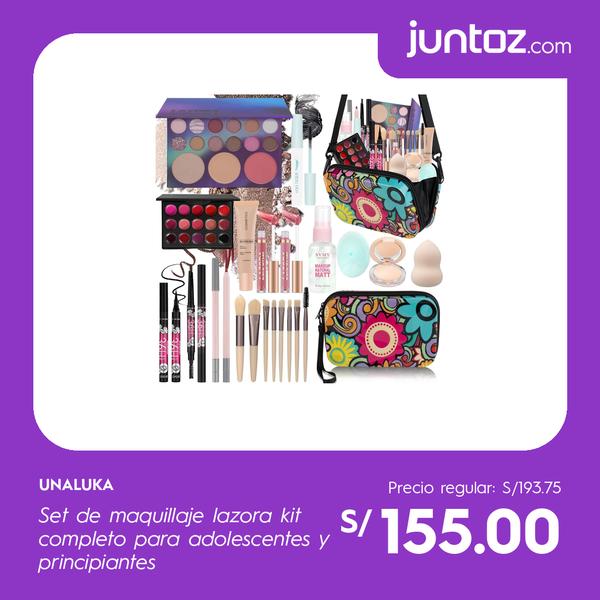 juntoz.com
MAKEUP
NATURAL
MATT
UNALUKA
Set de maquillaje lazora kit
completo para adolescentes y
principiantes
Precio regular: S/193.75
S/155.00